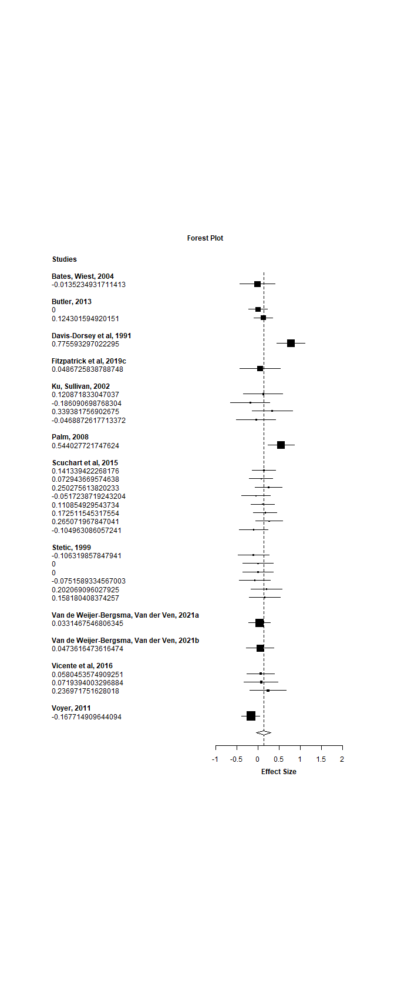 Forest Plot
Studies
Bates, Wiest, 2004
-0.0135234931711413
Butler, 2013
0
0.124301594920151
Davis-Dorsey et al, 1991
0.775593297022295
Fitzpatrick et al, 2019c
0.0486725838788748
Ku, Sullivan, 2002
0.120871833047037
-0.186090698768304
0.339381756902675
-0.0468872617713372
Palm, 2008
0.544027721747624
Scuchart et al, 2015
0.141339422268176
0.072943669574638
0.250275613820233
-0.0517238719243204
0.110854929543734
0.172511545317554
0.265071967847041
-0.104963086057241
Stetic, 1999
-0.106319857847941
0
0
-0.0751589334567003
0.202069096027925
0.158180408374257
Van de Weijer-Bergsma, Van der Ven, 2021a
0.0331467546806345
Van de Weijer-Bergsma, Van der Ven, 2021b
0.0473616473616474
Vicente et al, 2016
0.0580453574909251
0.0719394003296884
0.236971751628018
Voyer, 2011
-0.167714909644094
-1 -0.5 0 0.5 1 1.5 2
Effect Size